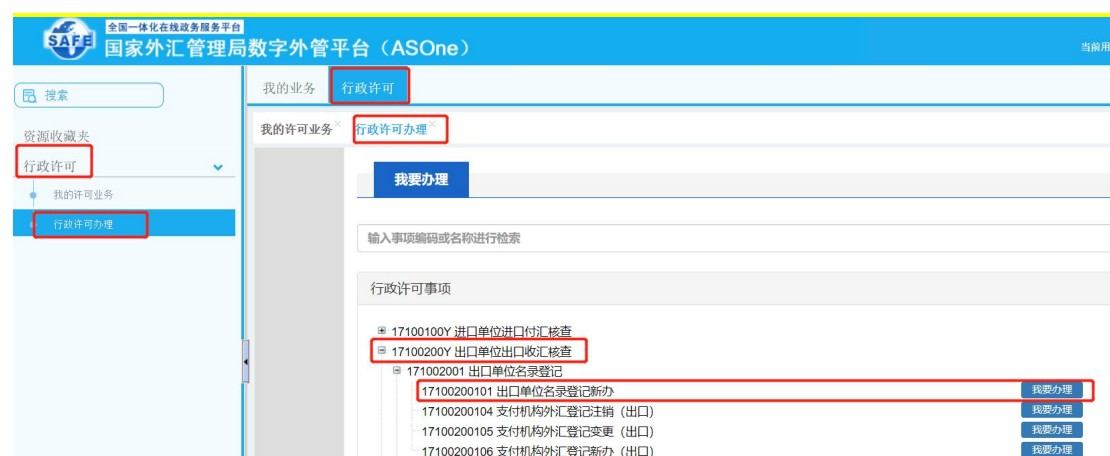 全国一体化在线政务服务平台
SAFE 国家外汇管理局数字外管平台（ASOne）
当前用
搜索
我的业务 行政许可
资源收藏夹
我的许可业务 行政许可办理
行政许可
我的许可业务
行政许可办理
我要办理
输入事项编码或名称进行检索
行政许可事项
17100100Y 进口单位进口付汇核查
17100200Y 出口单位出口收汇核查
171002001 出口单位名录登记
17100200101 出口单位名录登记新办 我要办理
17100200104 支付机构外汇登记注销（出口） 我要办理
17100200105 支付机构外汇登记变更（出口） 我要办理
17100200106 支付机构外汇登记新办（出口） 我要办理